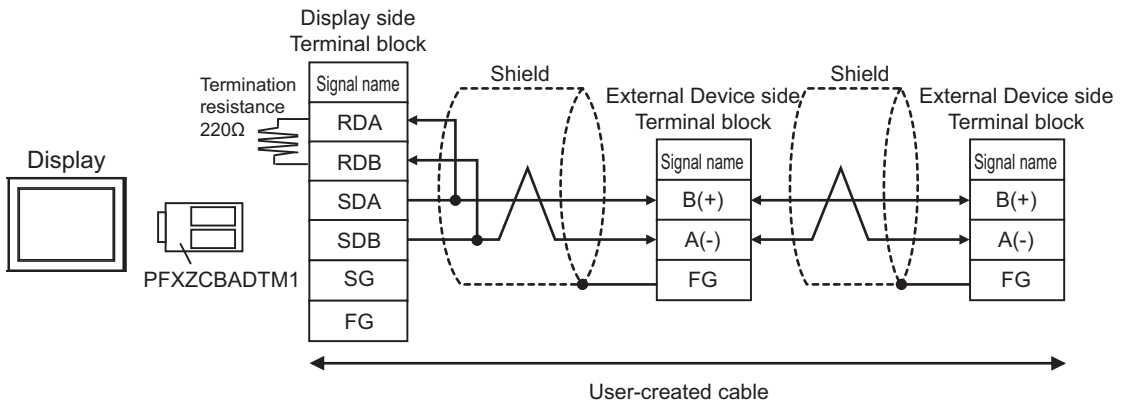 Display side
Terminal block
Termination
resistance
220Ω
Signal name
RDA
RDB
SDA
SDB
SG
FG
Display
PFXZCBADTM1
Shield
External Device side
Terminal block
Signal name
B(+)
A(-)
FG
Shield
External Device side
Terminal block
Signal name
B(+)
A(-)
FG
User-created cable